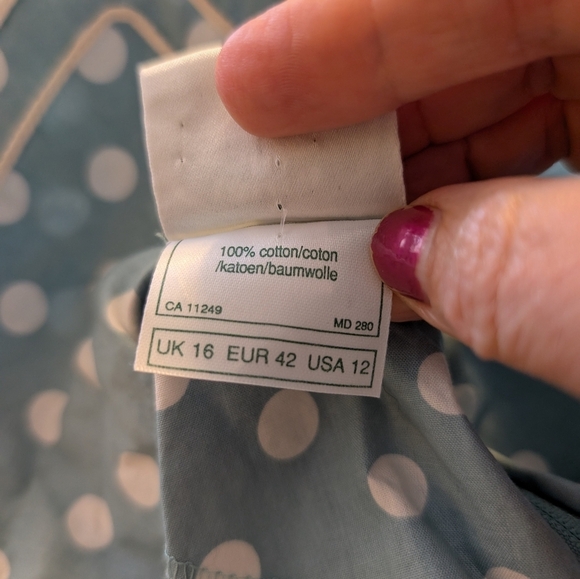 100% cotton/coton
/katoen/baumwolle
CA 11249
MD 280
UK 16 EUR 42 USA 12